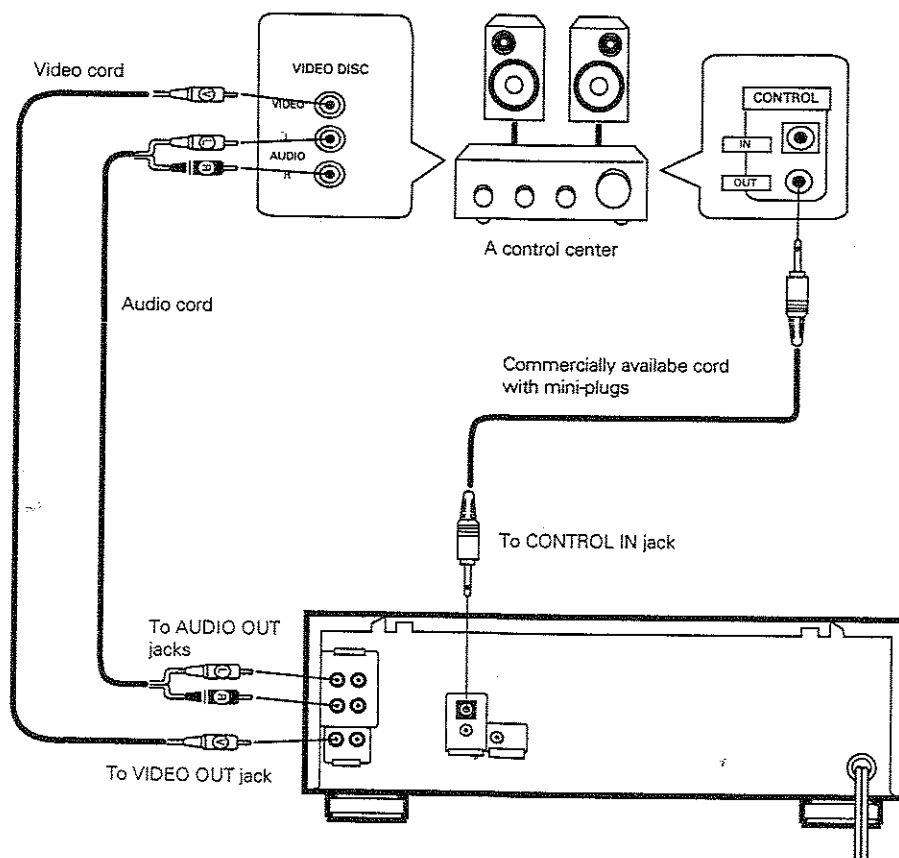 Video cord
VIDEO DISC
VIDEO
L
AUDIO
R
CONTROL
IN
OUT
A control center
Audio cord
Commercially availabe cord
with mini-plugs
To CONTROL IN jack
To AUDIO OUT
jacks
To VIDEO OUT jack
V
L
R
L
R
V